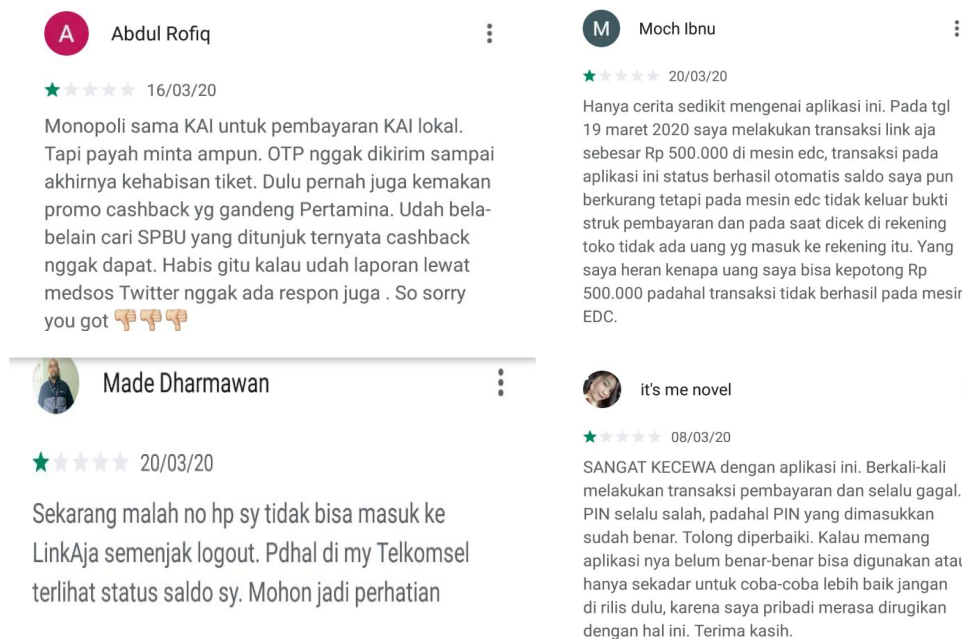 A
Abdul Rofiq
16/03/20
Monopoli sama KAI untuk pembayaran KAI lokal.
Tapi payah minta ampun. OTP nggak dikirim sampai
akhirnya kehabisan tiket. Dulu pernah juga kemakan
promo cashback yg gandeng Pertamina. Udah bela-
belain cari SPBU yang ditunjuk ternyata cashback
nggak dapat. Habis gitu kalau udah laporan lewat
medsos Twitter nggak ada respon juga . So sorry
you got 👎👎👎
Made Dharmawan
20/03/20
Sekarang malah no hp sy tidak bisa masuk ke
LinkAja semenjak logout. Pdhal di my Telkomsel
terlihat status saldo sy. Mohon jadi perhatian
M
Moch Ibnu
20/03/20
Hanya cerita sedikit mengenai aplikasi ini. Pada tgl
19 maret 2020 saya melakukan transaksi link aja
sebesar Rp 500.000 di mesin edc, transaksi pada
aplikasi ini status berhasil otomatis saldo saya pun
berkurang tetapi pada mesin edc tidak keluar bukti
struk pembayaran dan pada saat dicek di rekening
toko tidak ada uang yg masuk ke rekening itu. Yang
saya heran kenapa uang saya bisa kepotong Rp
500.000 padahal transaksi tidak berhasil pada mesin
EDC.
it's me novel
08/03/20
SANGAT KECEWA dengan aplikasi ini. Berkali-kali
melakukan transaksi pembayaran dan selalu gagal.
PIN selalu salah, padahal PIN yang dimasukkan
sudah benar. Tolong diperbaiki. Kalau memang
aplikasi nya belum benar-benar bisa digunakan atau
hanya sekadar untuk coba-coba lebih baik jangan
di rilis dulu, karena saya pribadi merasa dirugikan
dengan hal ini. Terima kasih.